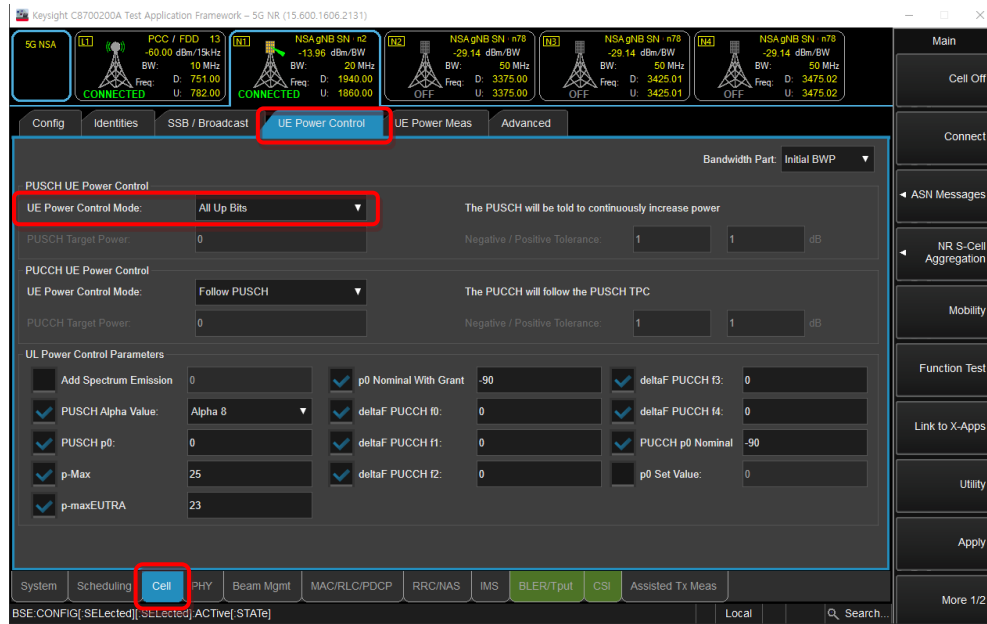 Keysight C8700200A Test Application Framework – 5G NR (15.600.1606.2131)
5G NSA
L1 PCC / FDD 13
-60.00 dBm/15kHz
BW: 10 MHz
Freq: D: 751.00
CONNECTED U: 782.00
N1 NSA gNB SN · n2
-13.96 dBm/BW
BW: 20 MHz
Freq: D: 1940.00
CONNECTED U: 1860.00
N2 NSA gNB SN · n78
-29.14 dBm/BW
BW: 50 MHz
Freq: D: 3375.00
OFF U: 3375.00
N3 NSA gNB SN · n78
-29.14 dBm/BW
BW: 50 MHz
Freq: D: 3425.01
OFF U: 3425.01
N4 NSA gNB SN · n78
-29.14 dBm/BW
BW: 50 MHz
Freq: D: 3475.02
OFF U: 3475.02
Config Identities SSB / Broadcast UE Power Control UE Power Meas Advanced
Bandwidth Part: Initial BWP
PUSCH UE Power Control
UE Power Control Mode: All Up Bits The PUSCH will be told to continuously increase power
PUSCH Target Power: 0 Negative / Positive Tolerance: 1 1 dB
PUCCH UE Power Control
UE Power Control Mode: Follow PUSCH The PUCCH will follow the PUSCH TPC
PUCCH Target Power: 0 Negative / Positive Tolerance: 1 1 dB
UL Power Control Parameters
Add Spectrum Emission 0 p0 Nominal With Grant -90 deltaF PUCCH f3: 0
PUSCH Alpha Value: Alpha 8 deltaF PUCCH f0: 0 deltaF PUCCH f4: 0
PUSCH p0: 0 deltaF PUCCH f1: 0 PUCCH p0 Nominal -90
p-Max 25 deltaF PUCCH f2: 0 p0 Set Value: 0
p-maxEUTRA 23
System Scheduling Cell PHY Beam Mgmt MAC/RLC/PDCP RRC/NAS IMS BLER/Tput CSI Assisted Tx Meas
BSE:CONFIG[:SELected][:SELected]:ACTive[:STATe] Local Search...
Main
Cell Off
Connect
ASN Messages
NR S-Cell
Aggregation
Mobility
Function Test
Link to X-Apps
Utility
Apply
More 1/2